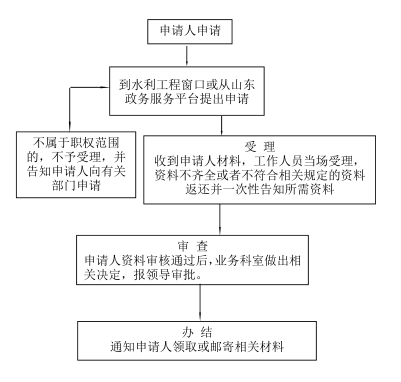 申请人申请
到水利工程窗口或从山东
政务服务平台提出申请
不属于职权范围
的，不予受理，并
告知申请人向有关
部门申请
受 理
收到申请人材料，工作人员当场受理，
资料不齐全或者不符合相关规定的资料
返还并一次性告知所需资料
审 查
申请人资料审核通过后，业务科室做出相
关决定，报领导审批。
办 结
通知申请人领取或邮寄相关材料